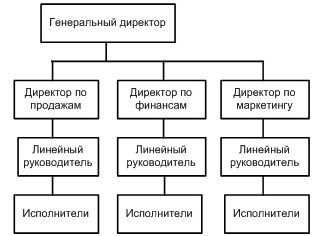 Генеральный директор
Директор по
продажам
Директор по
финансам
Директор по
маркетингу
Линейный
руководитель
Линейный
руководитель
Линейный
руководитель
Исполнители
Исполнители
Исполнители